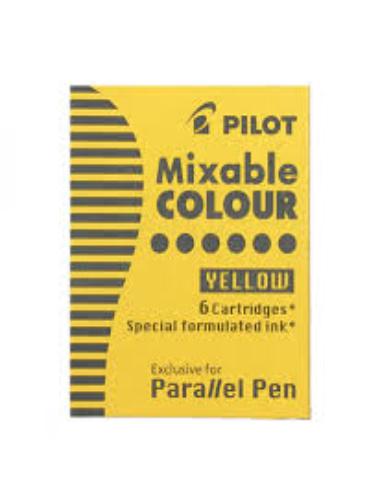 PILOT
Mixable
COLOUR
YELLOW
6 Cartridges*
Special formulated ink*
Exclusive for
Parallel Pen